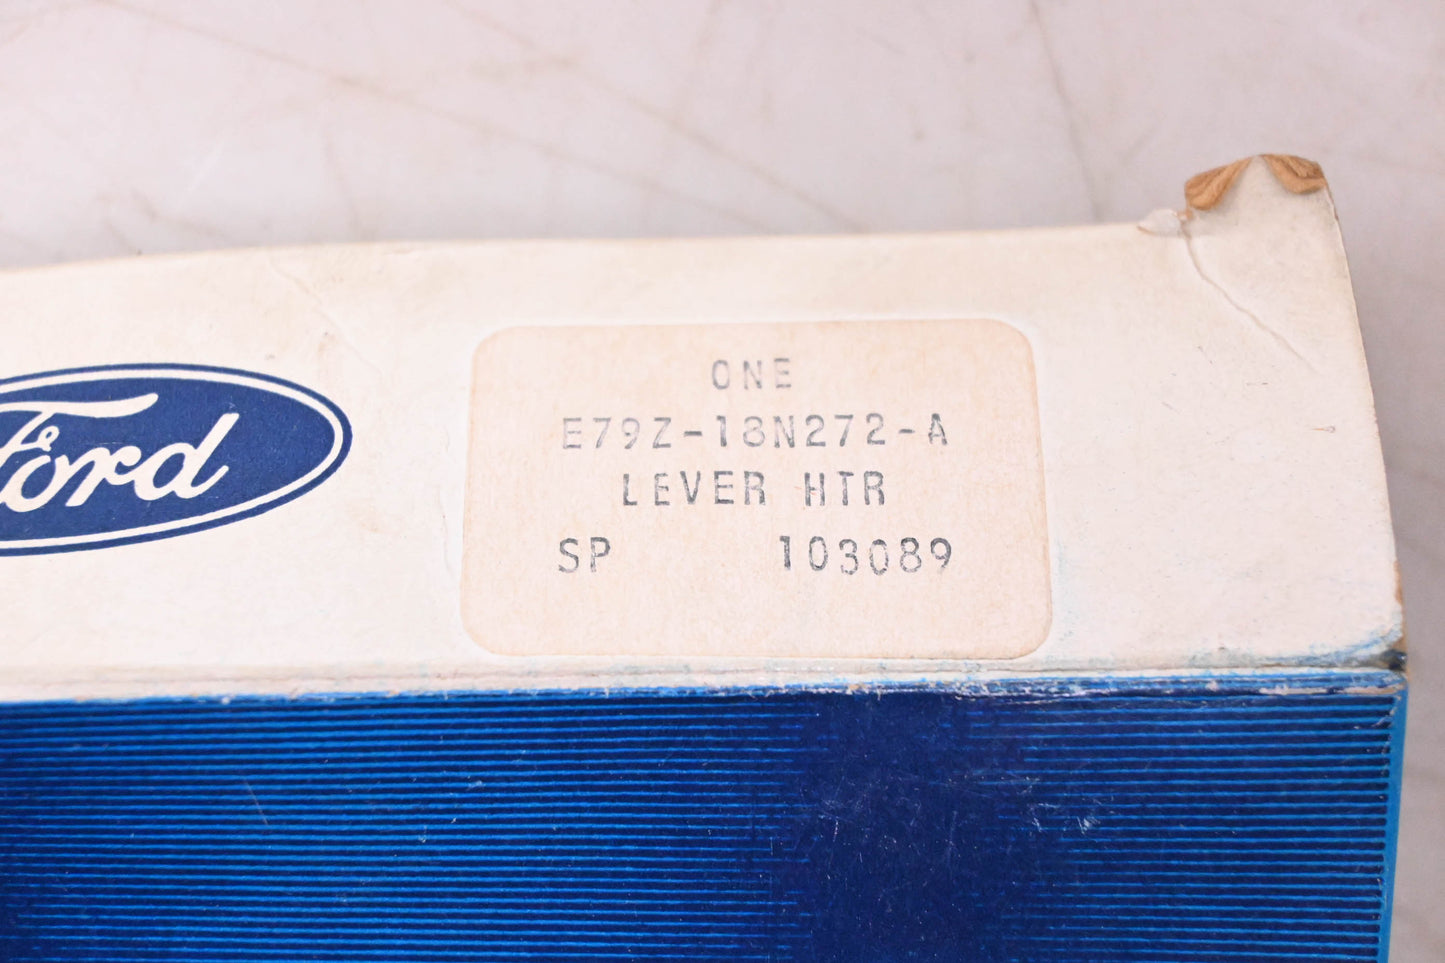 Ford
ONE
E79Z-18N272-A
LEVER HTR
SP 103089